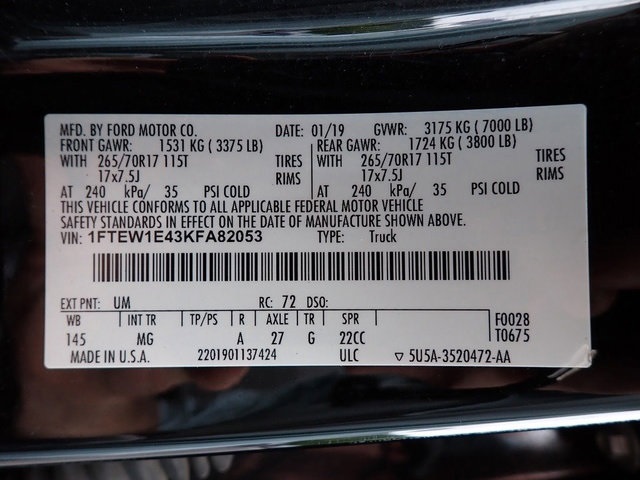 MFD. BY FORD MOTOR CO. DATE: 01/19 GVWR: 3175 KG ( 7000 LB)
FRONT GAWR: 1531 KG ( 3375 LB) REAR GAWR: 1724 KG ( 3800 LB)
WITH 265/70R17 115T TIRES WITH 265/70R17 115T TIRES
17x7.5J RIMS 17x7.5J RIMS
AT 240 kPa/ 35 PSI COLD AT 240 kPa/ 35 PSI COLD
THIS VEHICLE CONFORMS TO ALL APPLICABLE FEDERAL MOTOR VEHICLE
SAFETY STANDARDS IN EFFECT ON THE DATE OF MANUFACTURE SHOWN ABOVE.
VIN: 1FTEW1E43KFA82053 TYPE: Truck
EXT PNT: UM RC: 72 DSO:
WB INT TR TP/PS R AXLE TR SPR F0028
145 MG A 27 G 22CC T0675
MADE IN U.S.A. 2201901137424 ULC ▽ 5U5A-3520472-AA